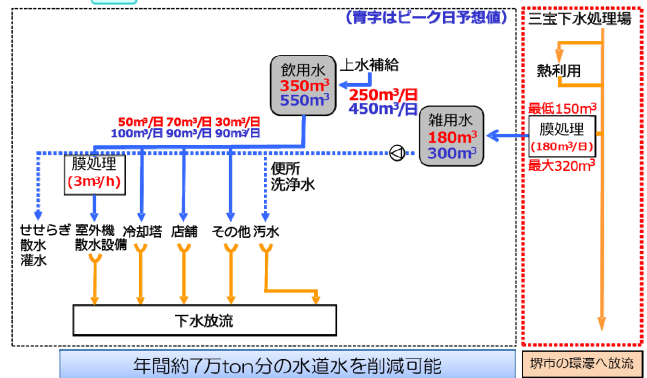 （青字はピーク日予想値）
三宝下水処理場
熱利用
飲用水
350m³
550m³
上水補給
250m³/日
450m³/日
雑用水
180m³
300m³
最低150m³
膜処理
(180m³/日)
最大320m³
50m³/日 70m³/日 30m³/日
100m³/日 90m³/日 90m³/日
膜処理
(3m³/h)
便所
洗浄水
せせらぎ
散水
灌水
室外機
散水設備
冷却塔
店舗
その他
汚水
下水放流
年間約7万ton分の水道水を削減可能
堺市の環濠へ放流